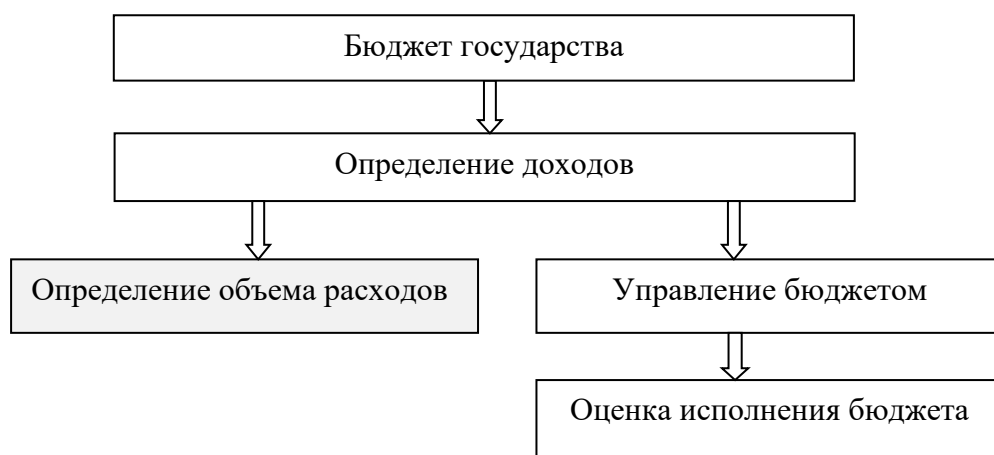 Бюджет государства
Определение доходов
Определение объема расходов
Управление бюджетом
Оценка исполнения бюджета